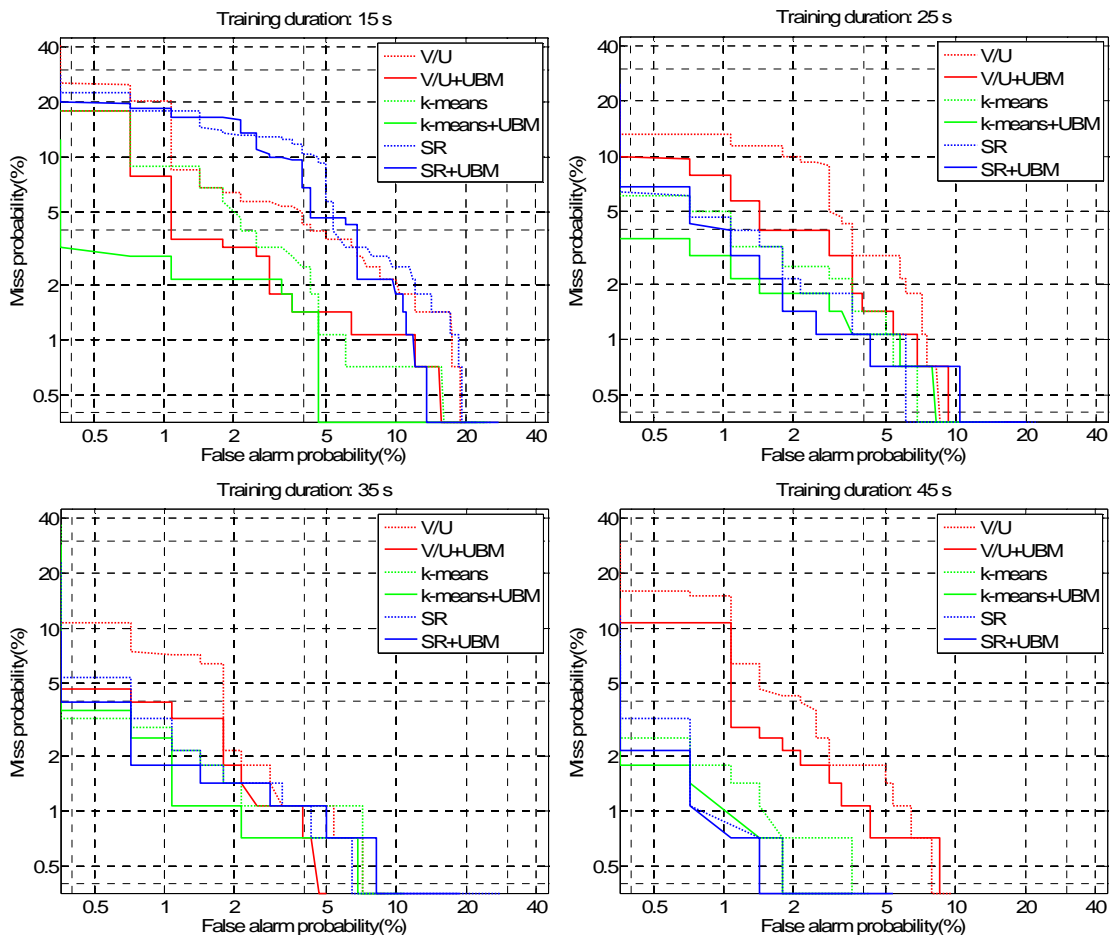 Training duration: 15 s
40
20
10
5
2
1
0.5
Miss probability(%)
V/U
V/U+UBM
k-means
k-means+UBM
SR
SR+UBM
0.5 1 2 5 10 20 40
False alarm probability(%)
Training duration: 25 s
40
20
10
5
2
1
0.5
Miss probability(%)
V/U
V/U+UBM
k-means
k-means+UBM
SR
SR+UBM
0.5 1 2 5 10 20 40
False alarm probability(%)
Training duration: 35 s
40
20
10
5
2
1
0.5
Miss probability(%)
V/U
V/U+UBM
k-means
k-means+UBM
SR
SR+UBM
0.5 1 2 5 10 20 40
False alarm probability(%)
Training duration: 45 s
40
20
10
5
2
1
0.5
Miss probability(%)
V/U
V/U+UBM
k-means
k-means+UBM
SR
SR+UBM
0.5 1 2 5 10 20 40
False alarm probability(%)